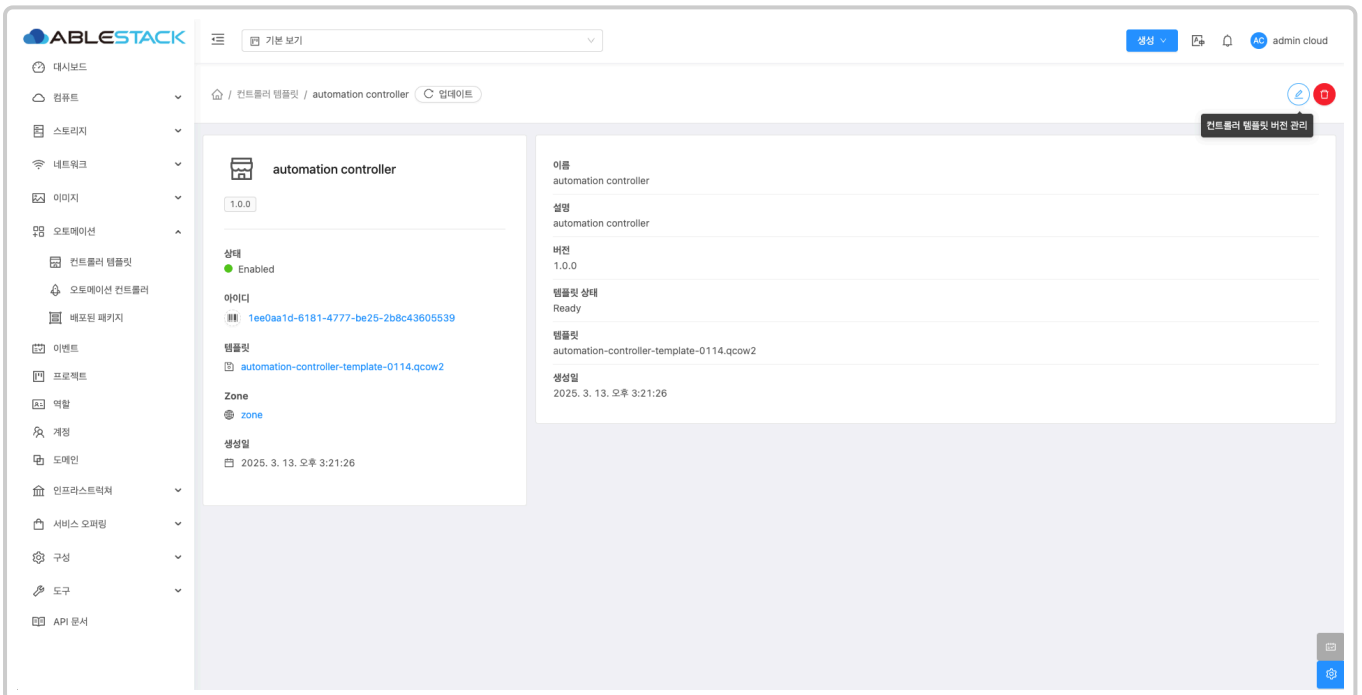 ABLESTACK
기본 보기
생성
AC
admin cloud
대시보드
컴퓨트
스토리지
네트워크
이미지
오토메이션
컨트롤러 템플릿
오토메이션 컨트롤러
배포된 패키지
이벤트
프로젝트
역할
계정
도메인
인프라스트럭쳐
서비스 오퍼링
구성
도구
API 문서
/ 컨트롤러 템플릿 / automation controller
업데이트
컨트롤러 템플릿 버전 관리
automation controller
1.0.0
상태
Enabled
아이디
1ee0aa1d-6181-4777-be25-2b8c43605539
템플릿
automation-controller-template-0114.qcow2
Zone
zone
생성일
2025. 3. 13. 오후 3:21:26
이름
automation controller
설명
automation controller
버전
1.0.0
템플릿 상태
Ready
템플릿
automation-controller-template-0114.qcow2
생성일
2025. 3. 13. 오후 3:21:26